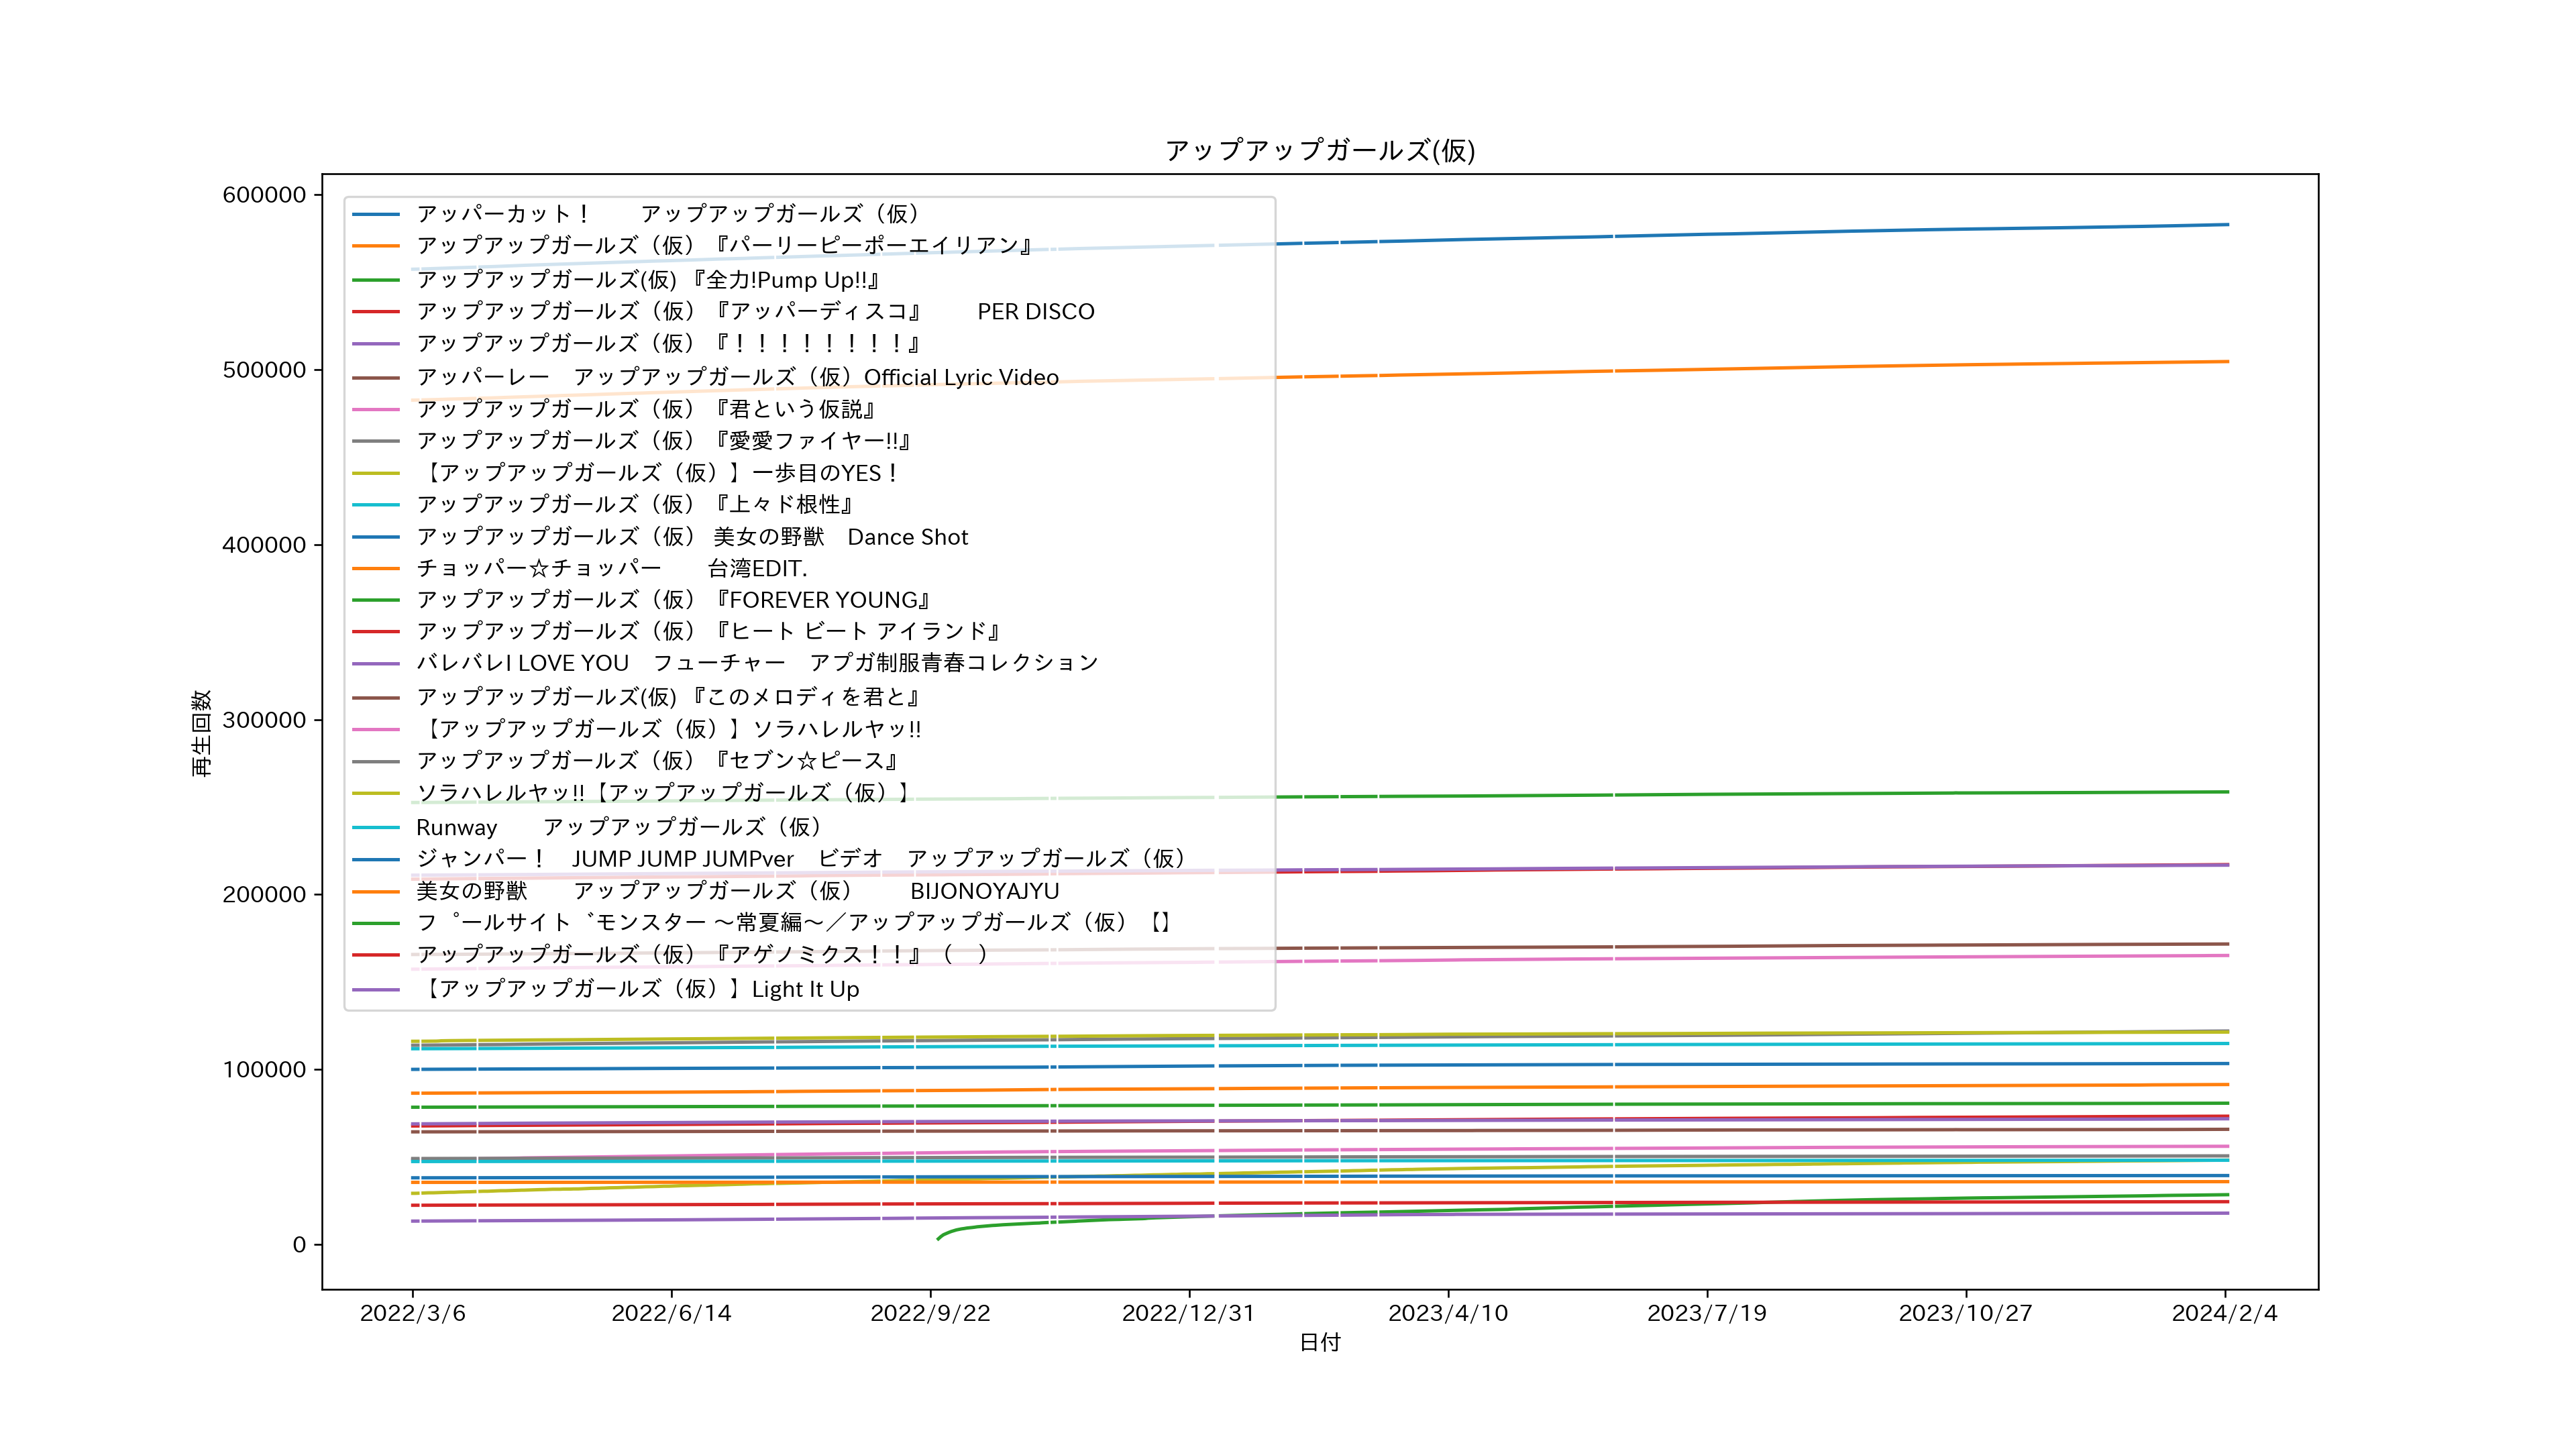 アップアップガールズ(仮)
600000
500000
400000
300000
200000
100000
0
再生回数
アッパーカット！　　アップアップガールズ（仮）
アップアップガールズ（仮）『パーリーピーポーエイリアン』
アップアップガールズ(仮) 『全力!Pump Up!!』
アップアップガールズ（仮）『アッパーディスコ』　　 PER DISCO
アップアップガールズ（仮）『！！！！！！！！』
アッパーレー　アップアップガールズ（仮）Official Lyric Video
アップアップガールズ（仮）『君という仮説』
アップアップガールズ（仮）『愛愛ファイヤー!!』
【アップアップガールズ（仮）】一歩目のYES！
アップアップガールズ（仮）『上々ド根性』
アップアップガールズ（仮） 美女の野獣　Dance Shot
チョッパー☆チョッパー　　台湾EDIT.
アップアップガールズ（仮）『FOREVER YOUNG』
アップアップガールズ（仮）『ヒート ビート アイランド』
バレバレI LOVE YOU　フューチャー　アプガ制服青春コレクション
アップアップガールズ(仮) 『このメロディを君と』
【アップアップガールズ（仮）】ソラハレルヤッ!!
アップアップガールズ（仮）『セブン☆ピース』
ソラハレルヤッ!!【アップアップガールズ（仮）】
Runway　　アップアップガールズ（仮）
ジャンパー！　JUMP JUMP JUMPver　ビデオ　アップアップガールズ（仮）
美女の野獣　　アップアップガールズ（仮）　　BIJONOYAJYU
フ゜ールサイト゛モンスター 〜常夏編〜／アップアップガールズ（仮）【】
アップアップガールズ（仮）『アゲノミクス！！』（　）
【アップアップガールズ（仮）】Light It Up
2022/3/6 2022/6/14 2022/9/22 2022/12/31 2023/4/10 2023/7/19 2023/10/27 2024/2/4
日付